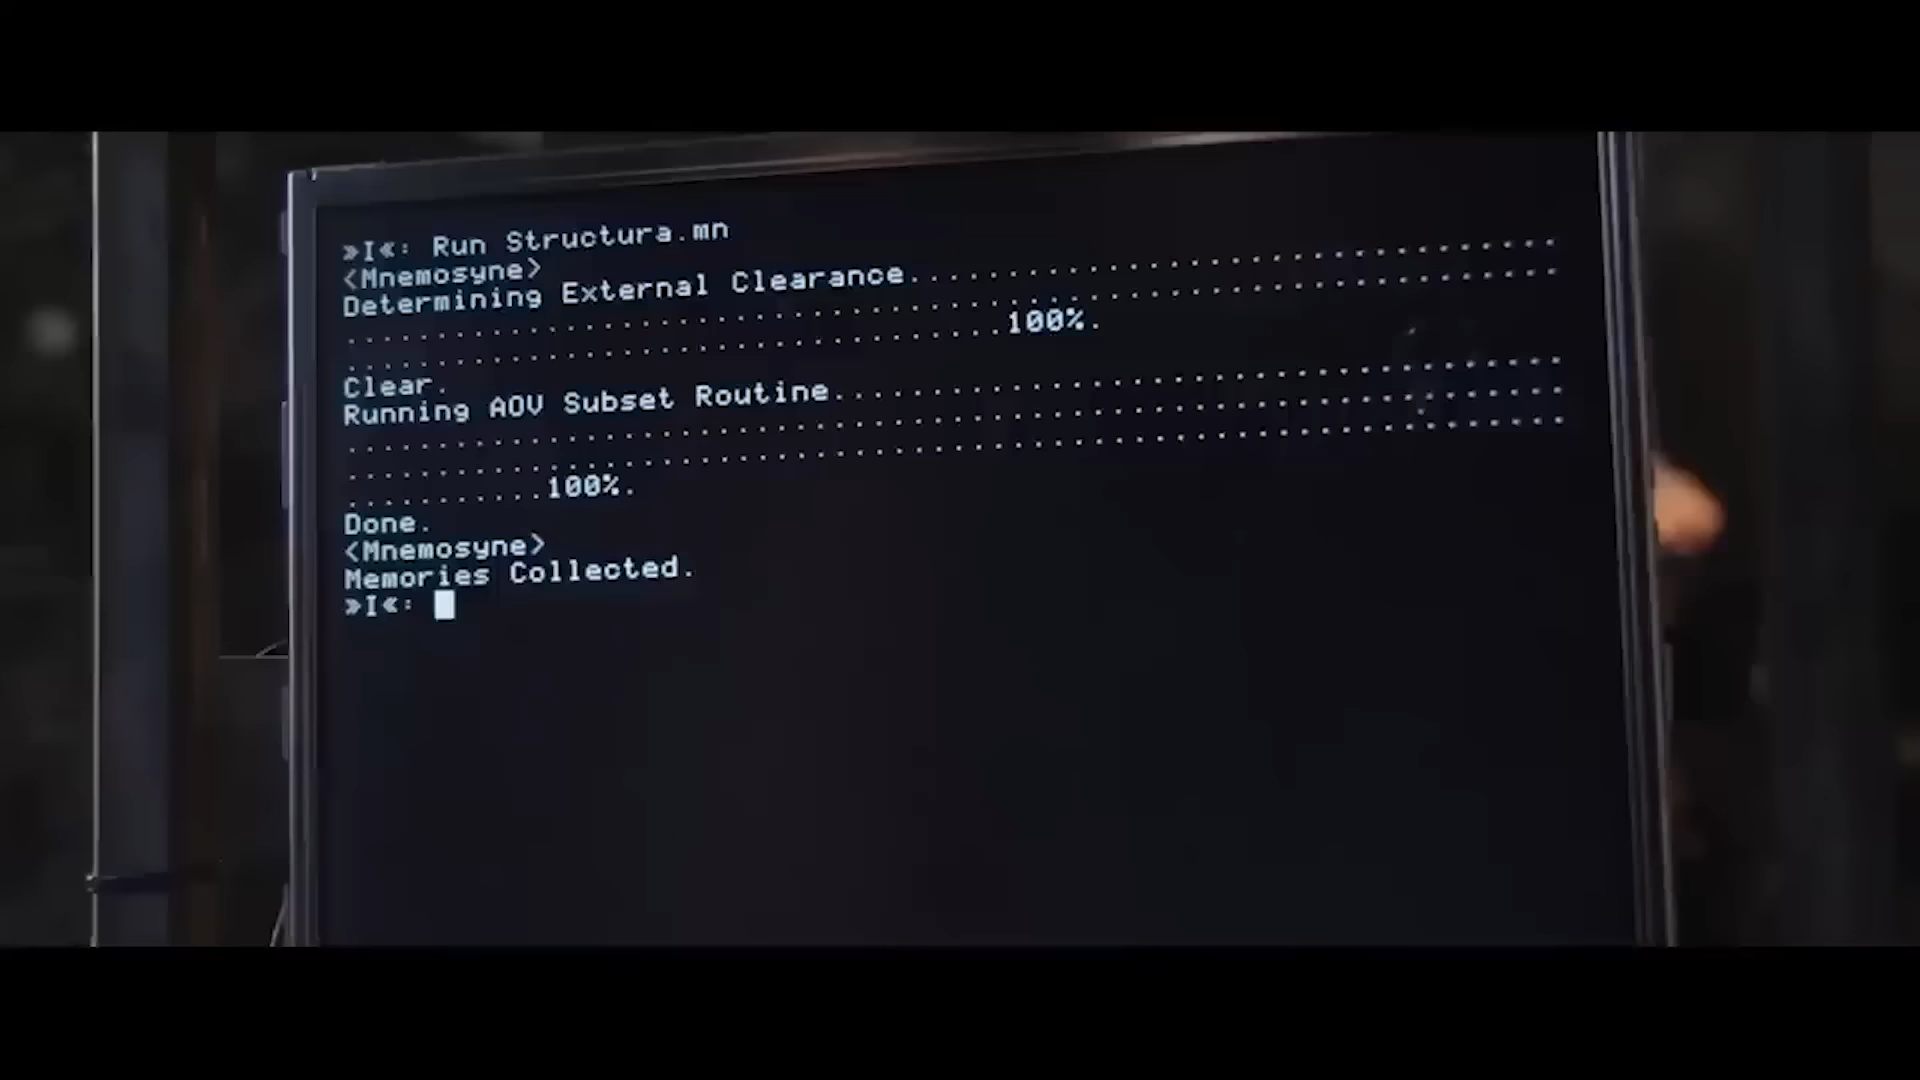 »I«: Run Structura.mn
<Mnemosyne>
Determining External Clearance....................................
..................................................................
....................................100%.
Clear.
Running AOV Subset Routine........................................
..................................................................
..................................................................
...........100%.
Done.
<Mnemosyne>
Memories Collected.
»I«: